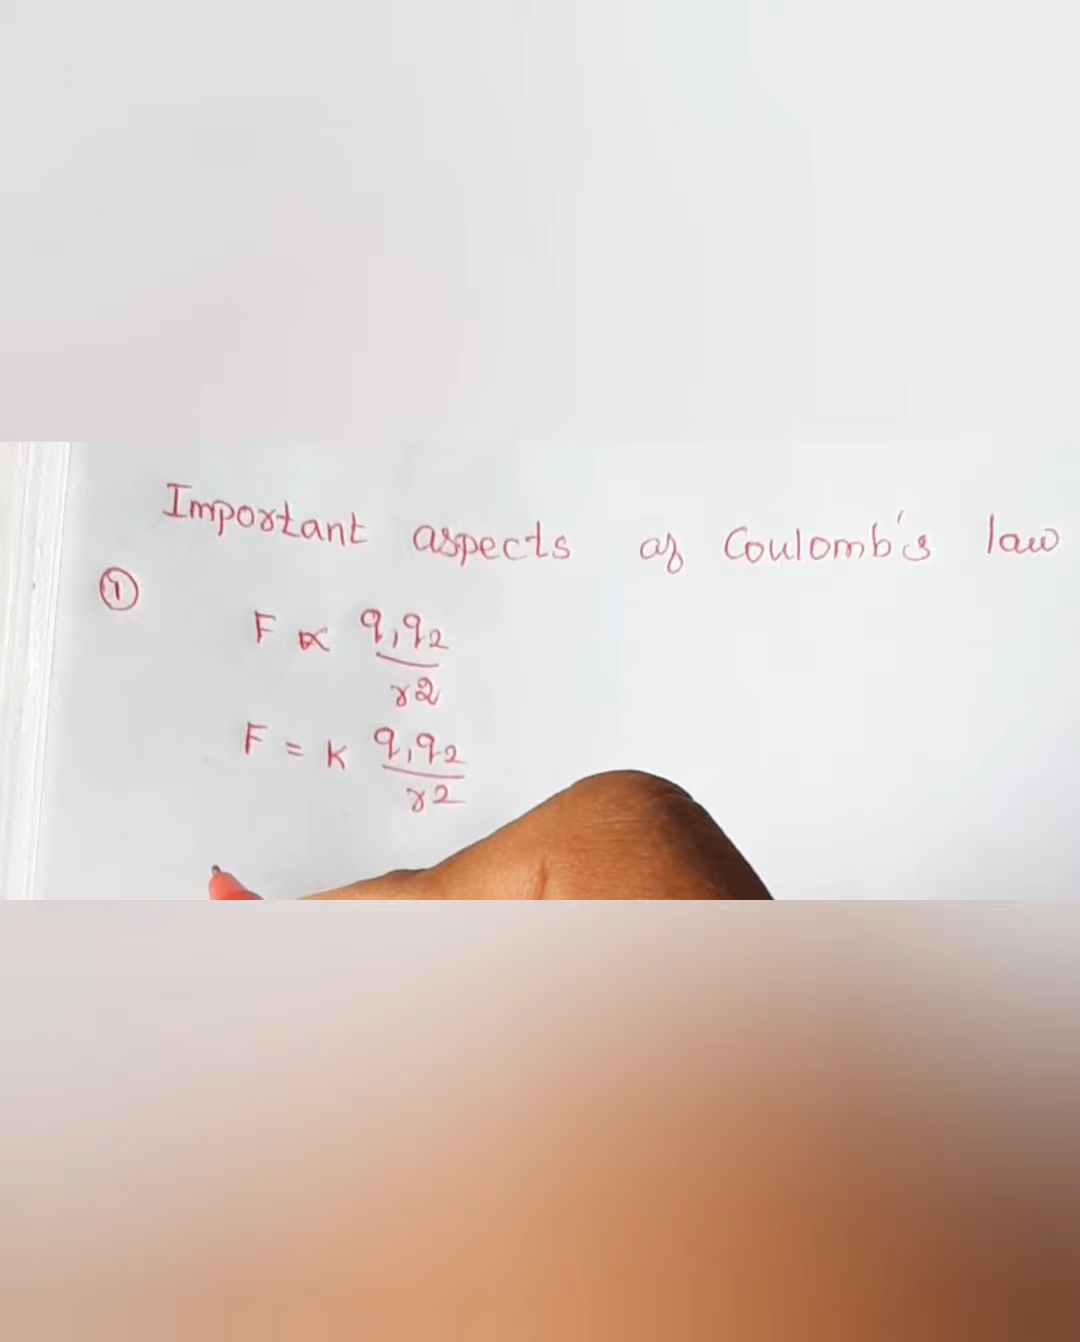 Important aspects of Coulomb's law
①
F ∝ q1q2
r2
F = K q1q2
r2